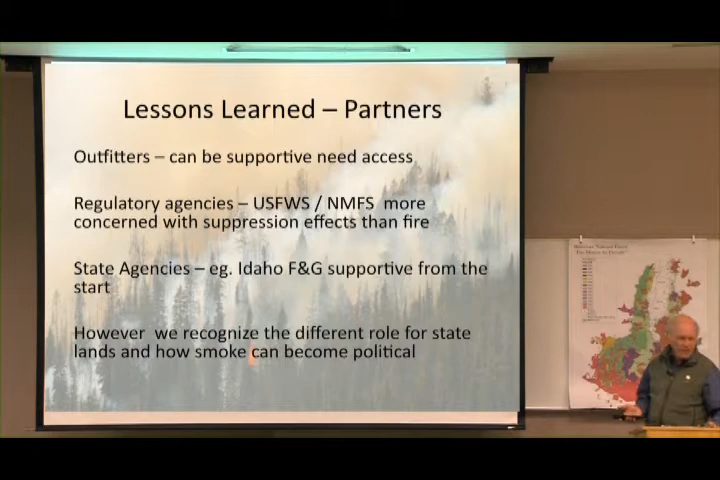 Lessons Learned – Partners
Outfitters – can be supportive need access
Regulatory agencies – USFWS / NMFS  more
concerned with suppression effects than fire
State Agencies – eg. Idaho F&G supportive from the
start
However  we recognize the different role for state
lands and how smoke can become political